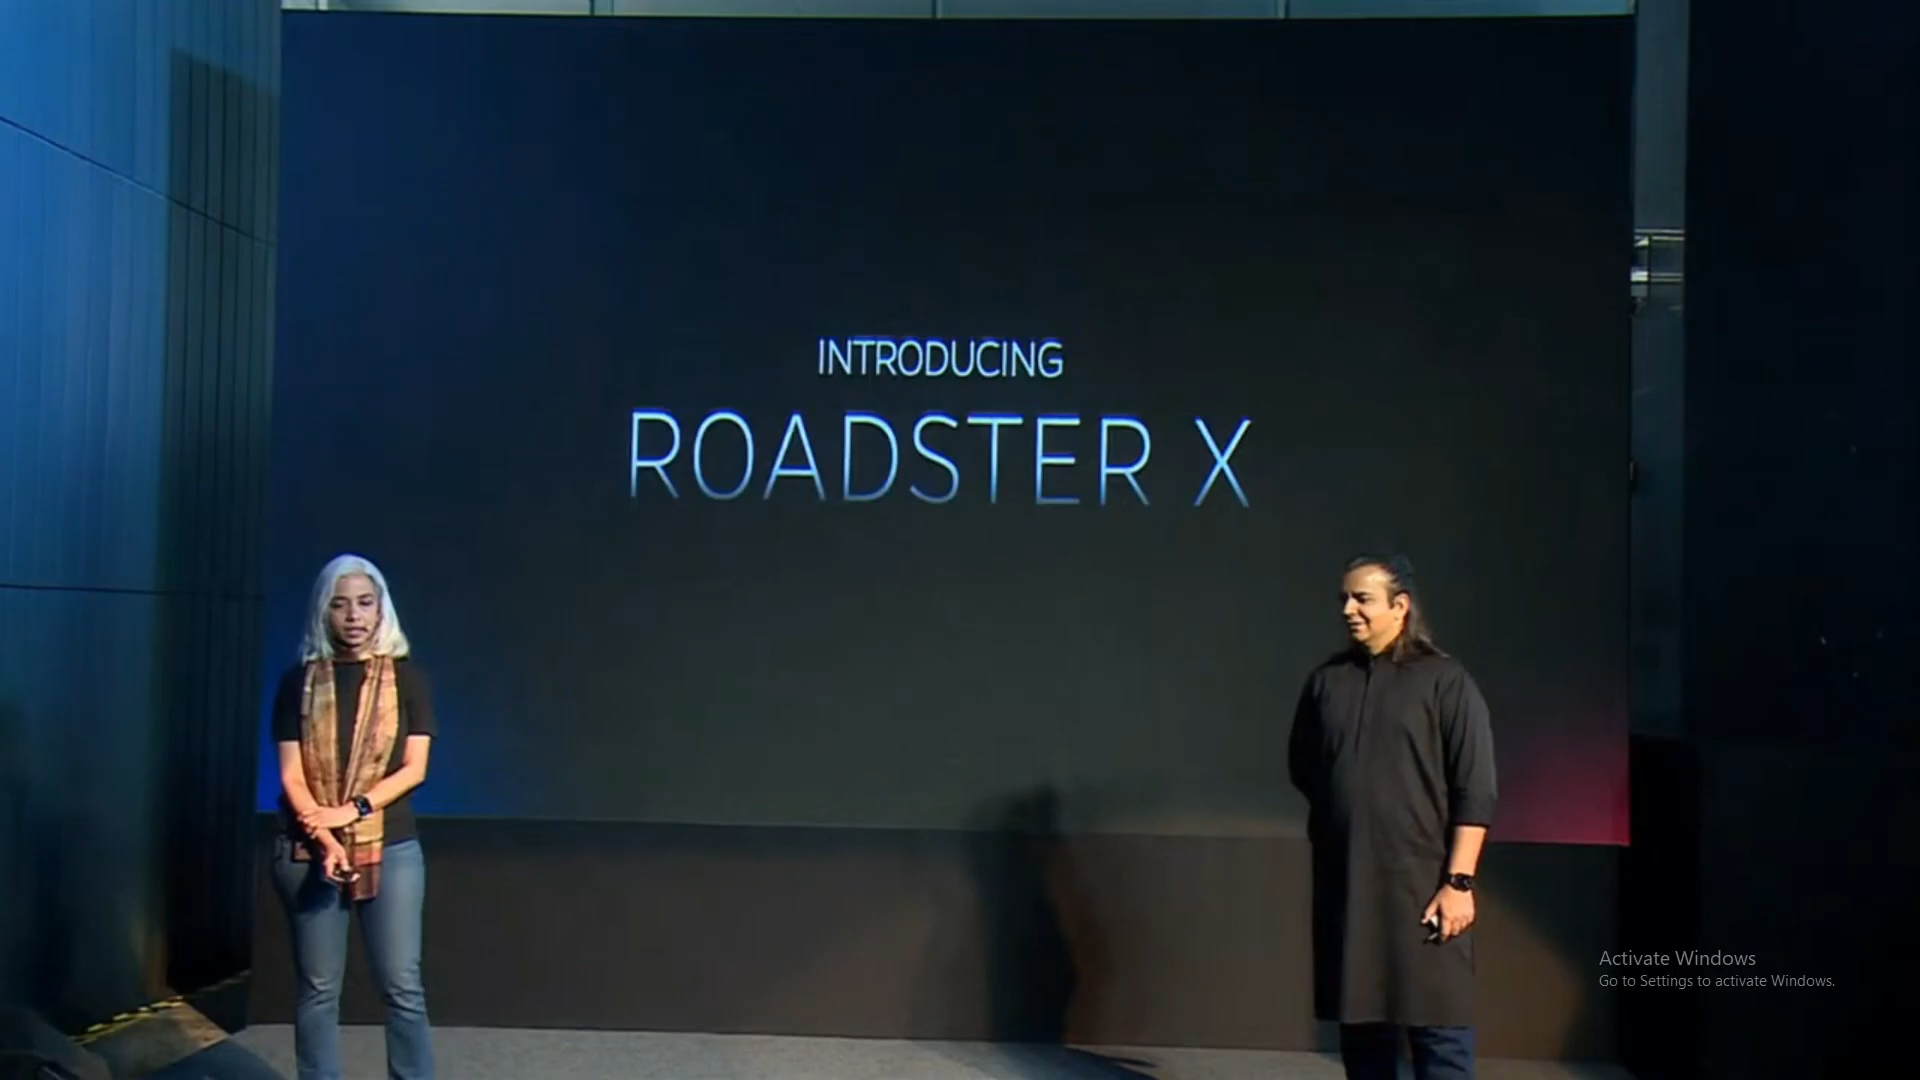 INTRODUCING
ROADSTER X
Activate Windows
Go to Settings to activate Windows.